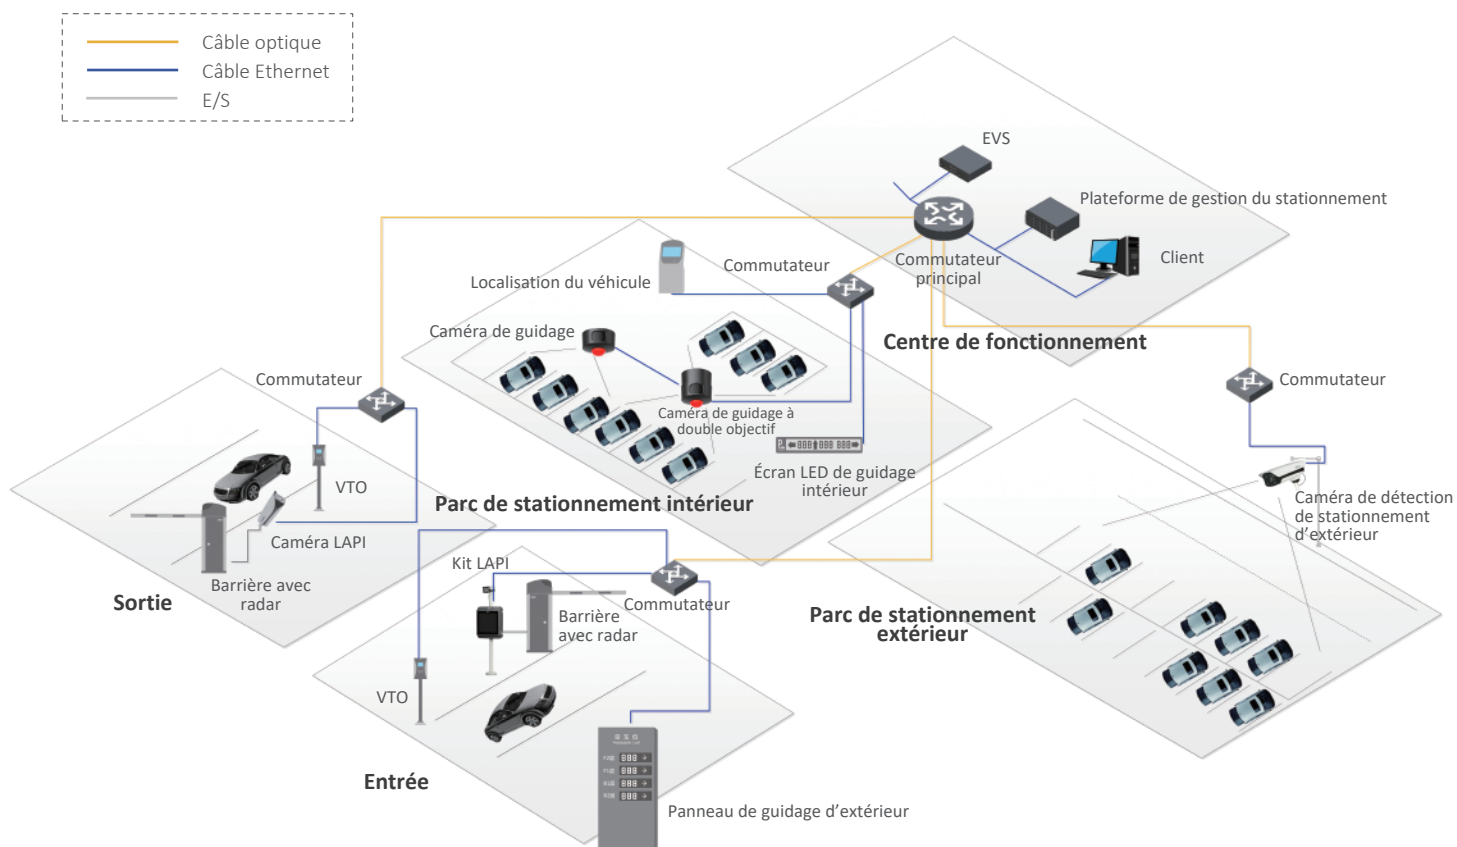 Câble optique
Câble Ethernet
E/S
EVS
Plateforme de gestion du stationnement
Client
Commutateur
principal
Centre de fonctionnement
Commutateur
Localisation du véhicule
Caméra de guidage
Caméra de guidage à
double objectif
Écran LED de guidage
intérieur
Parc de stationnement intérieur
Commutateur
VTO
Caméra LAPI
Barrière avec
radar
Sortie
Commutateur
Caméra de détection
de stationnement
d'extérieur
Parc de stationnement
extérieur
Kit LAPI
Commutateur
Barrière
avec radar
VTO
Entrée
Panneau de guidage d'extérieur